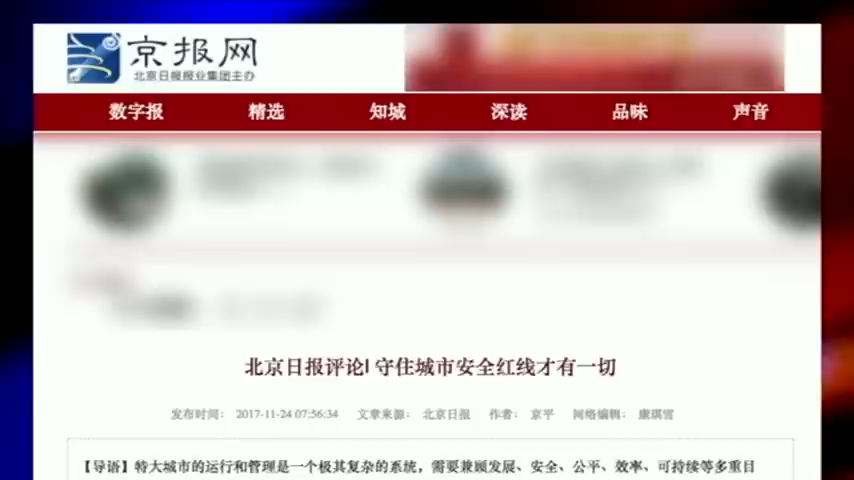 京报网
北京日报报业集团主办
数字报 精选 知城 深读 品味 声音
北京日报评论| 守住城市安全红线才有一切
发布时间： 2017-11-24 07:56:34 文章来源： 北京日报 作者： 京平 网络编辑： 康琪雪
【导语】特大城市的运行和管理是一个极其复杂的系统，需要兼顾发展、安全、公平、效率、可持续等多重目